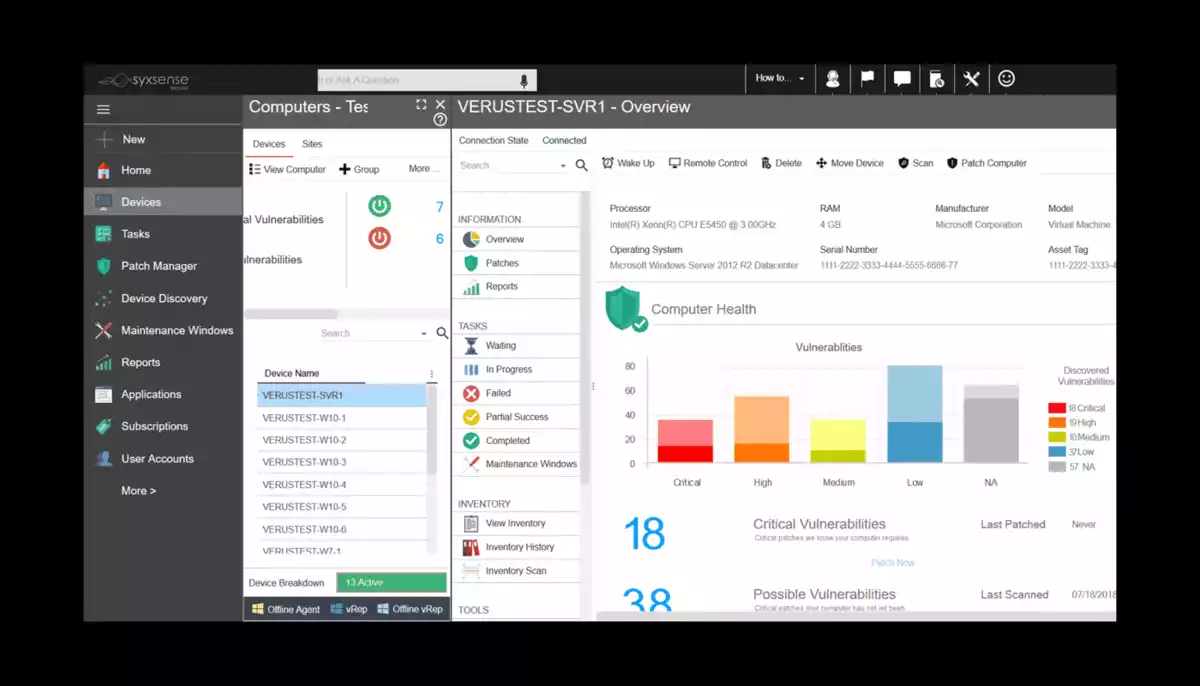 syxsense
How to...
Computers - Tes
VERUSTEST-SVR1 - Overview
New
Home
Devices
Tasks
Patch Manager
Device Discovery
Maintenance Windows
Reports
Applications
Subscriptions
User Accounts
More >
Devices Sites
View Computer Group More ...
al Vulnerabilities 7
ulnerabilities 6
Search
Device Name
VERUSTEST-SVR1
VERUSTEST-W10-1
VERUSTEST-W10-2
VERUSTEST-W10-3
VERUSTEST-W10-4
VERUSTEST-W10-5
VERUSTEST-W10-6
VERUSTEST-W7-1
Device Breakdown 13 Active
Offline Agent vRep Offline vRep
Connection State Connected
Search
Wake Up Remote Control Delete Move Device Scan Patch Computer
INFORMATION
Overview
Patches
Reports
TASKS
Waiting
In Progress
Failed
Partial Success
Completed
Maintenance Windows
INVENTORY
View Inventory
Inventory History
Inventory Scan
TOOLS
Processor RAM Manufacturer Model
Intel(R) Xeon(R) CPU E5450 @ 3.00GHz 4 GB Microsoft Corporation Virtual Machine
Operating System Serial Number Asset Tag
Microsoft Windows Server 2012 R2 Datacenter 1111-2222-3333-4444-5555-6666-77 1111-2222-3333-4
Computer Health
Vulnerablities
80
60
40
20
0
Critical High Medium Low NA
Discovered
Vulnerabilities
18 Critical
19 High
10 Medium
37 Low
57 NA
18 Critical Vulnerabilities Last Patched Never
Critical patches we know your computer requires.
Patch Now
38 Possible Vulnerabilities Last Scanned 07/18/2018
Critical patches your computer has not yet been